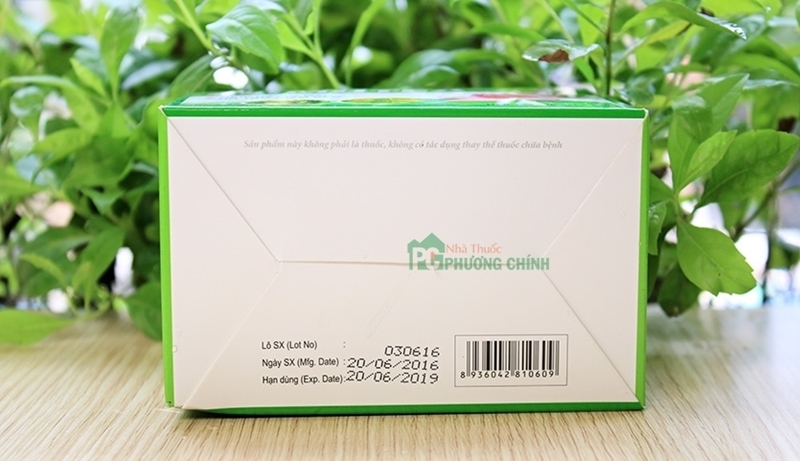 Sản phẩm này không phải là thuốc, không có tác dụng thay thế thuốc chữa bệnh
Nhà Thuốc
PG PHƯƠNG CHÍNH
Lô SX (Lot No) : 030616
Ngày SX (Mfg. Date) : 20/06/2016
Hạn dùng (Exp. Date): 20/06/2019
8 936042 810609